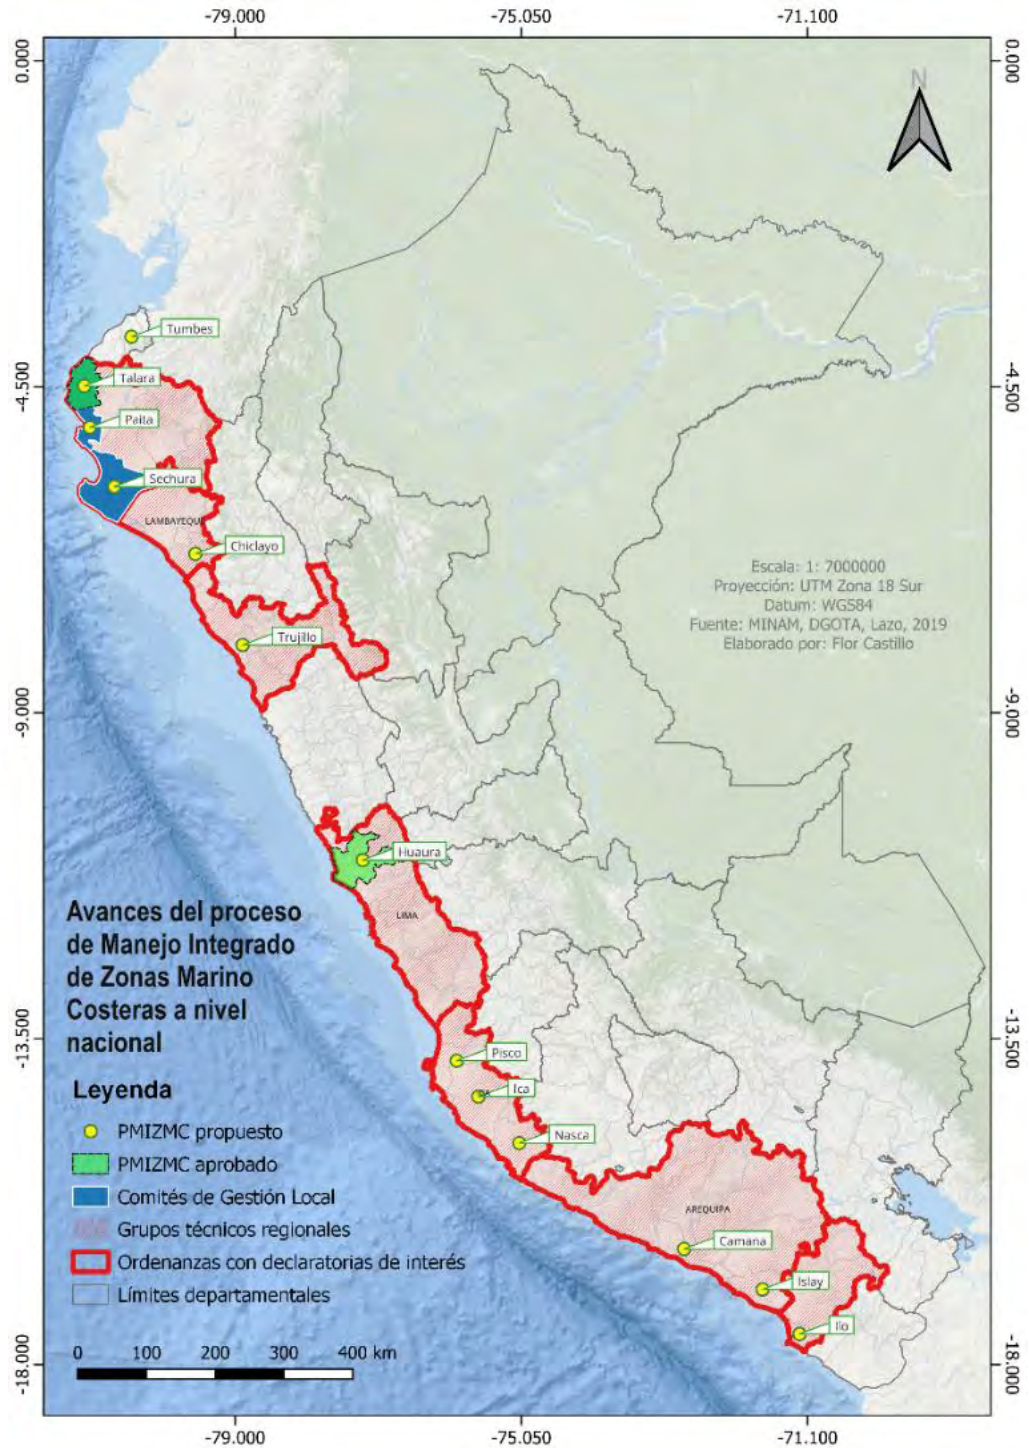 -79.000
-75.050
-71.100
0.000
0.000
N
Tumbes
Talara
-4.500
-4.500
Paita
Sechura
LAMBAYEQUE
Chiclayo
Escala: 1: 7000000
Proyección: UTM Zona 18 Sur
Datum: WGS84
Fuente: MINAM, DGOTA, Lazo, 2019
Elaborado por: Flor Castillo
Trujillo
-9.000
-9.000
Huaura
LIMA
Avances del proceso
de Manejo Integrado
de Zonas Marino
Costeras a nivel
nacional
-13.500
-13.500
Pisco
Ica
Nasca
Leyenda
PMIZMC propuesto
PMIZMC aprobado
Comités de Gestión Local
Grupos técnicos regionales
Ordenanzas con declaratorias de interés
Límites departamentales
AREQUIPA
Camana
Islay
Ilo
0 100 200 300 400 km
-18.000
-18.000
-79.000
-75.050
-71.100